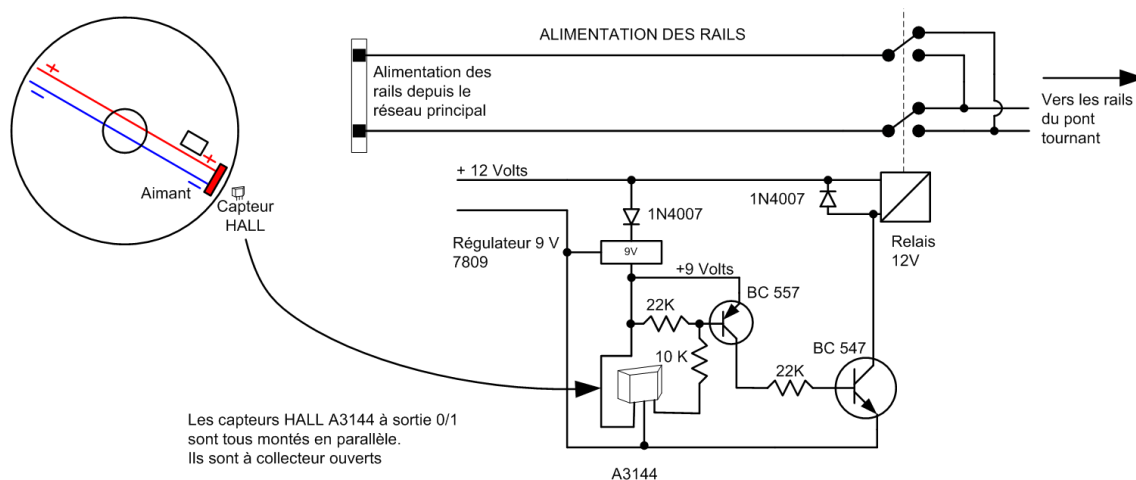 ALIMENTATION DES RAILS
Alimentation des
rails depuis le
réseau principal
Vers les rails
du pont
tournant
+
−
+
−
Aimant
Capteur
HALL
+ 12 Volts
1N4007
1N4007
Régulateur 9 V
7809
9V
Relais
12V
+9 Volts
BC 557
22K
10 K
22K
BC 547
Les capteurs HALL A3144 à sortie 0/1
sont tous montés en parallèle.
Ils sont à collecteur ouverts
A3144